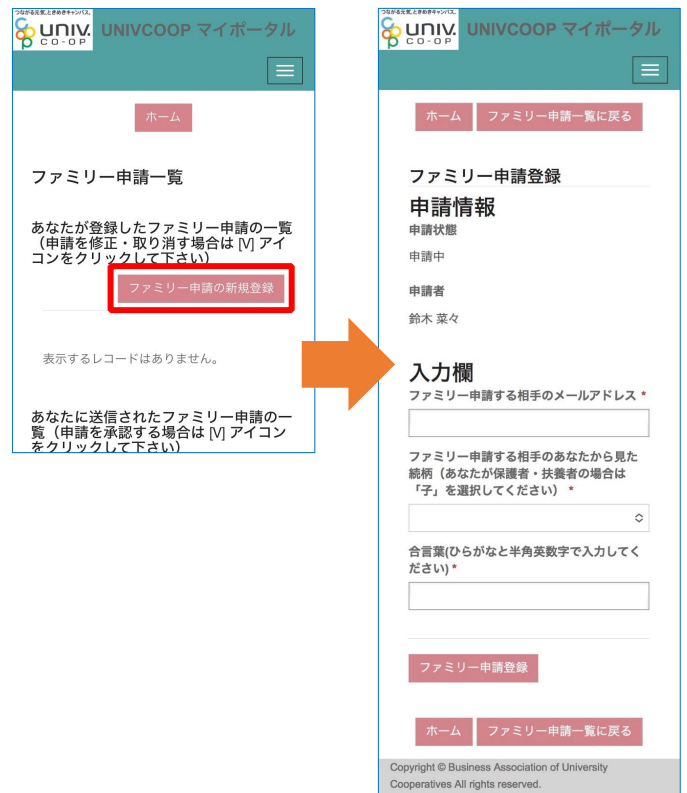 つながる元気、ときめきキャンパス。
UNIV.
CO-OP
UNIVCOOP マイポータル
ホーム
ファミリー申請一覧
あなたが登録したファミリー申請の一覧
（申請を修正・取り消す場合は [V] アイ
コンをクリックして下さい）
ファミリー申請の新規登録
表示するレコードはありません。
あなたに送信されたファミリー申請の一
覧（申請を承認する場合は [V] アイコン
をクリックして下さい）
つながる元気、ときめきキャンパス。
UNIV.
CO-OP
UNIVCOOP マイポータル
ホーム
ファミリー申請一覧に戻る
ファミリー申請登録
申請情報
申請状態
申請中
申請者
鈴木 菜々
入力欄
ファミリー申請する相手のメールアドレス *
ファミリー申請する相手のあなたから見た
続柄（あなたが保護者・扶養者の場合は
「子」を選択してください） *
合言葉(ひらがなと半角英数字で入力してく
ださい) *
ファミリー申請登録
ホーム
ファミリー申請一覧に戻る
Copyright © Business Association of University
Cooperatives All rights reserved.